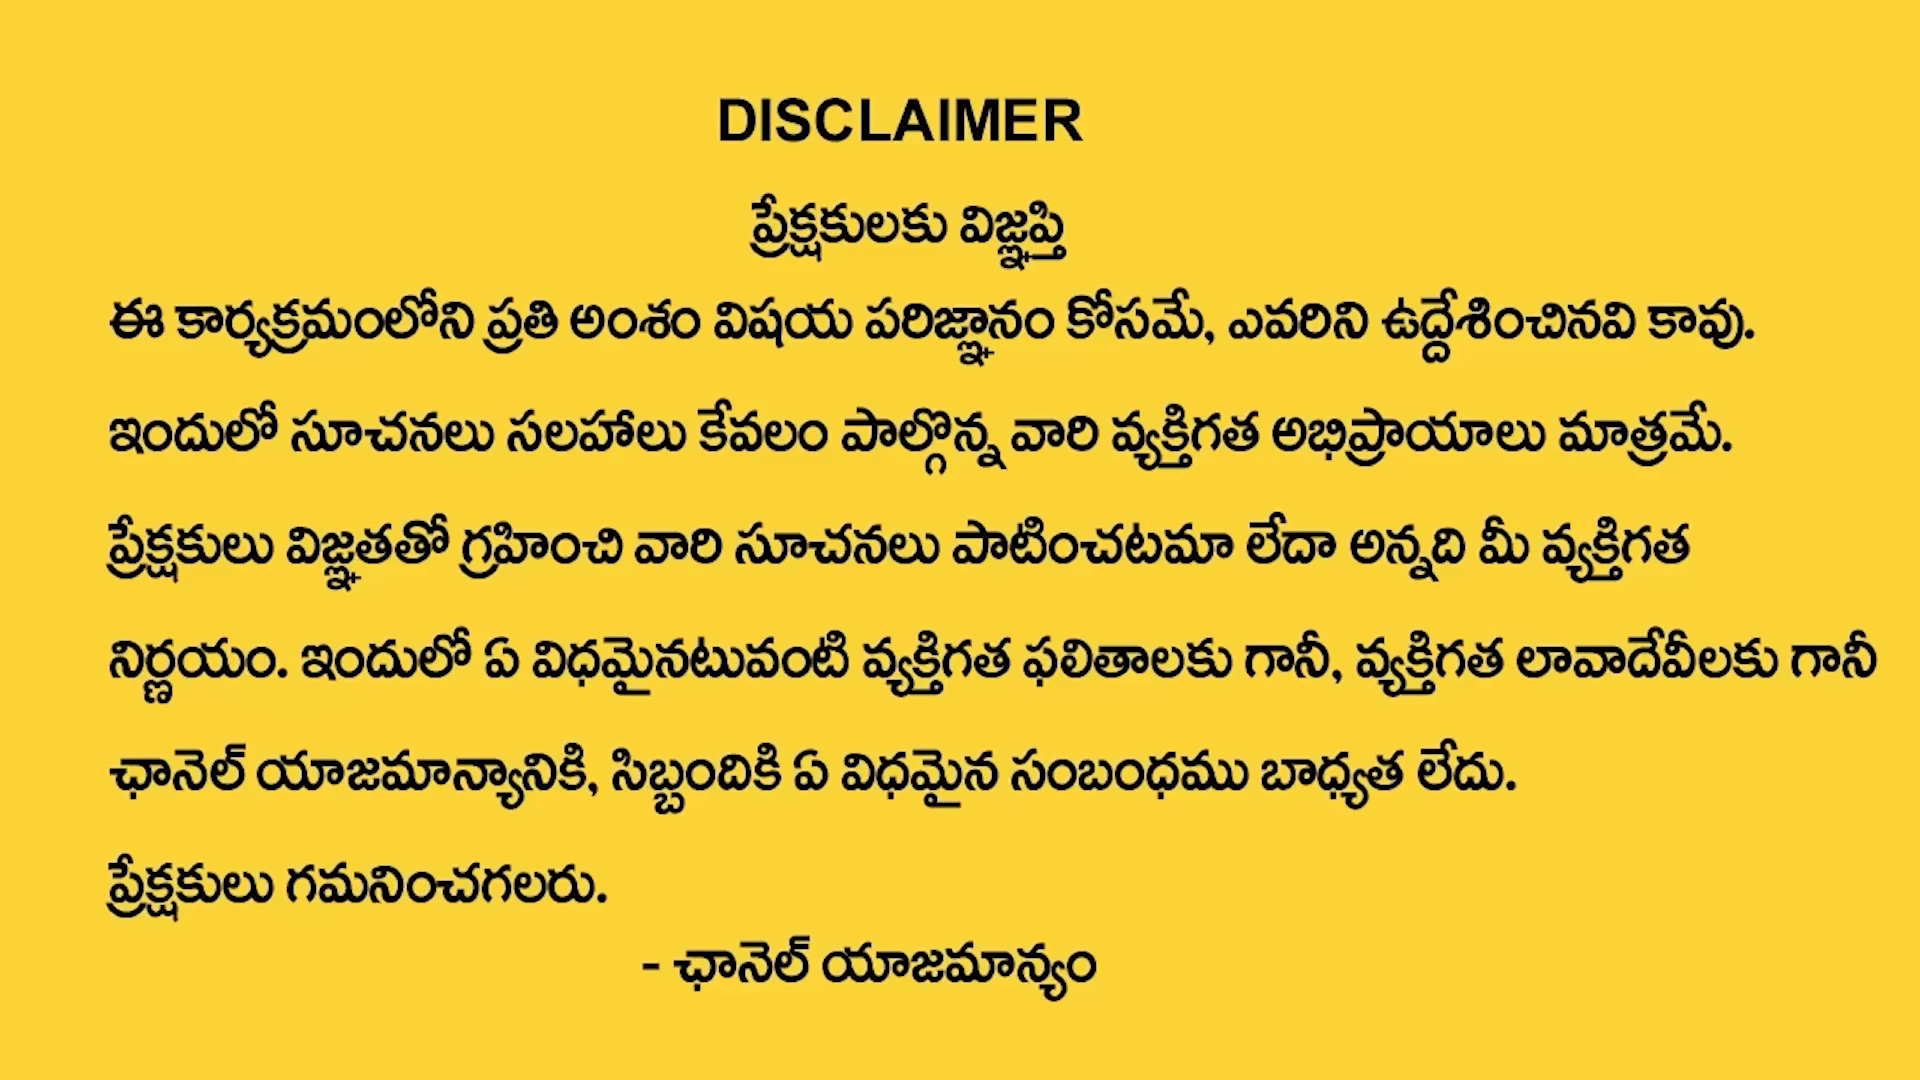 DISCLAIMER
ప్రేక్షకులకు విజ్ఞప్తి
ఈ కార్యక్రమంలోని ప్రతి అంశం విషయ పరిజ్ఞానం కోసమే, ఎవరిని ఉద్దేశించినవి కావు.
ఇందులో సూచనలు సలహాలు కేవలం పాల్గొన్న వారి వ్యక్తిగత అభిప్రాయాలు మాత్రమే.
ప్రేక్షకులు విజ్ఞతతో గ్రహించి వారి సూచనలు పాటించటమా లేదా అన్నది మీ వ్యక్తిగత
నిర్ణయం. ఇందులో ఏ విధమైనటువంటి వ్యక్తిగత ఫలితాలకు గానీ, వ్యక్తిగత లావాదేవీలకు గానీ
ఛానెల్ యాజమాన్యానికి, సిబ్బందికి ఏ విధమైన సంబంధము బాధ్యత లేదు.
ప్రేక్షకులు గమనించగలరు.
- ఛానెల్ యాజమాన్యం